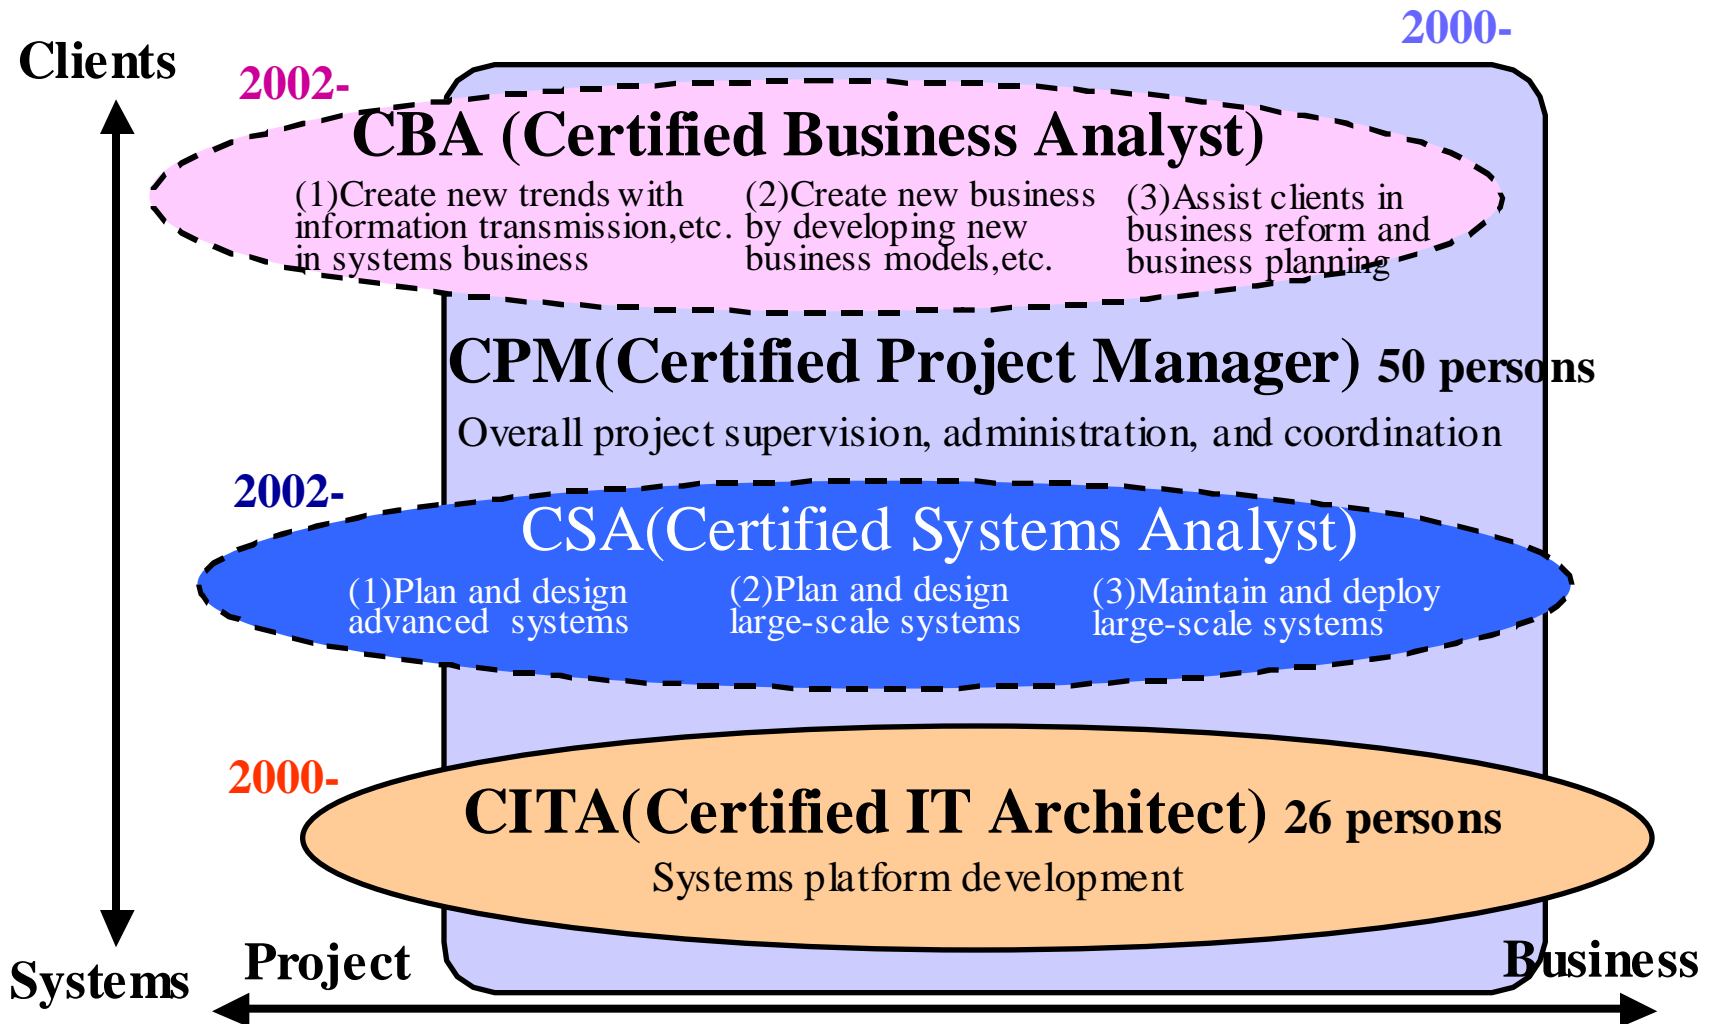 2000-
Clients
2002-
CBA (Certified Business Analyst)
(1)Create new trends with
information transmission,etc.
in systems business
(2)Create new business
by developing new
business models,etc.
(3)Assist clients in
business reform and
business planning
CPM(Certified Project Manager) 50 persons
Overall project supervision, administration, and coordination
2002-
CSA(Certified Systems Analyst)
(1)Plan and design
advanced systems
(2)Plan and design
large-scale systems
(3)Maintain and deploy
large-scale systems
2000-
CITA(Certified IT Architect) 26 persons
Systems platform development
Systems
Project
Business